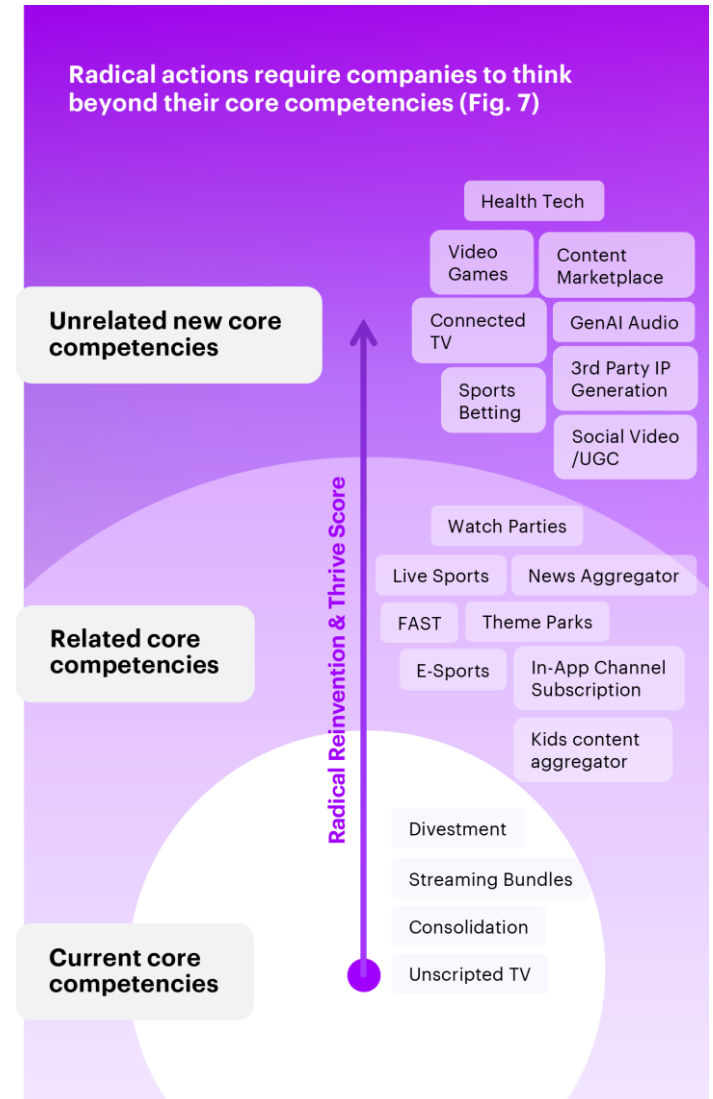 Radical actions require companies to think
beyond their core competencies (Fig. 7)
Health Tech
Video
Games
Content
Marketplace
Unrelated new core
competencies
Connected
TV
GenAI Audio
3rd Party IP
Generation
Sports
Betting
Social Video
/UGC
Radical Reinvention & Thrive Score
Watch Parties
Live Sports
News Aggregator
FAST
Theme Parks
Related core
competencies
E-Sports
In-App Channel
Subscription
Kids content
aggregator
Divestment
Streaming Bundles
Consolidation
Current core
competencies
Unscripted TV